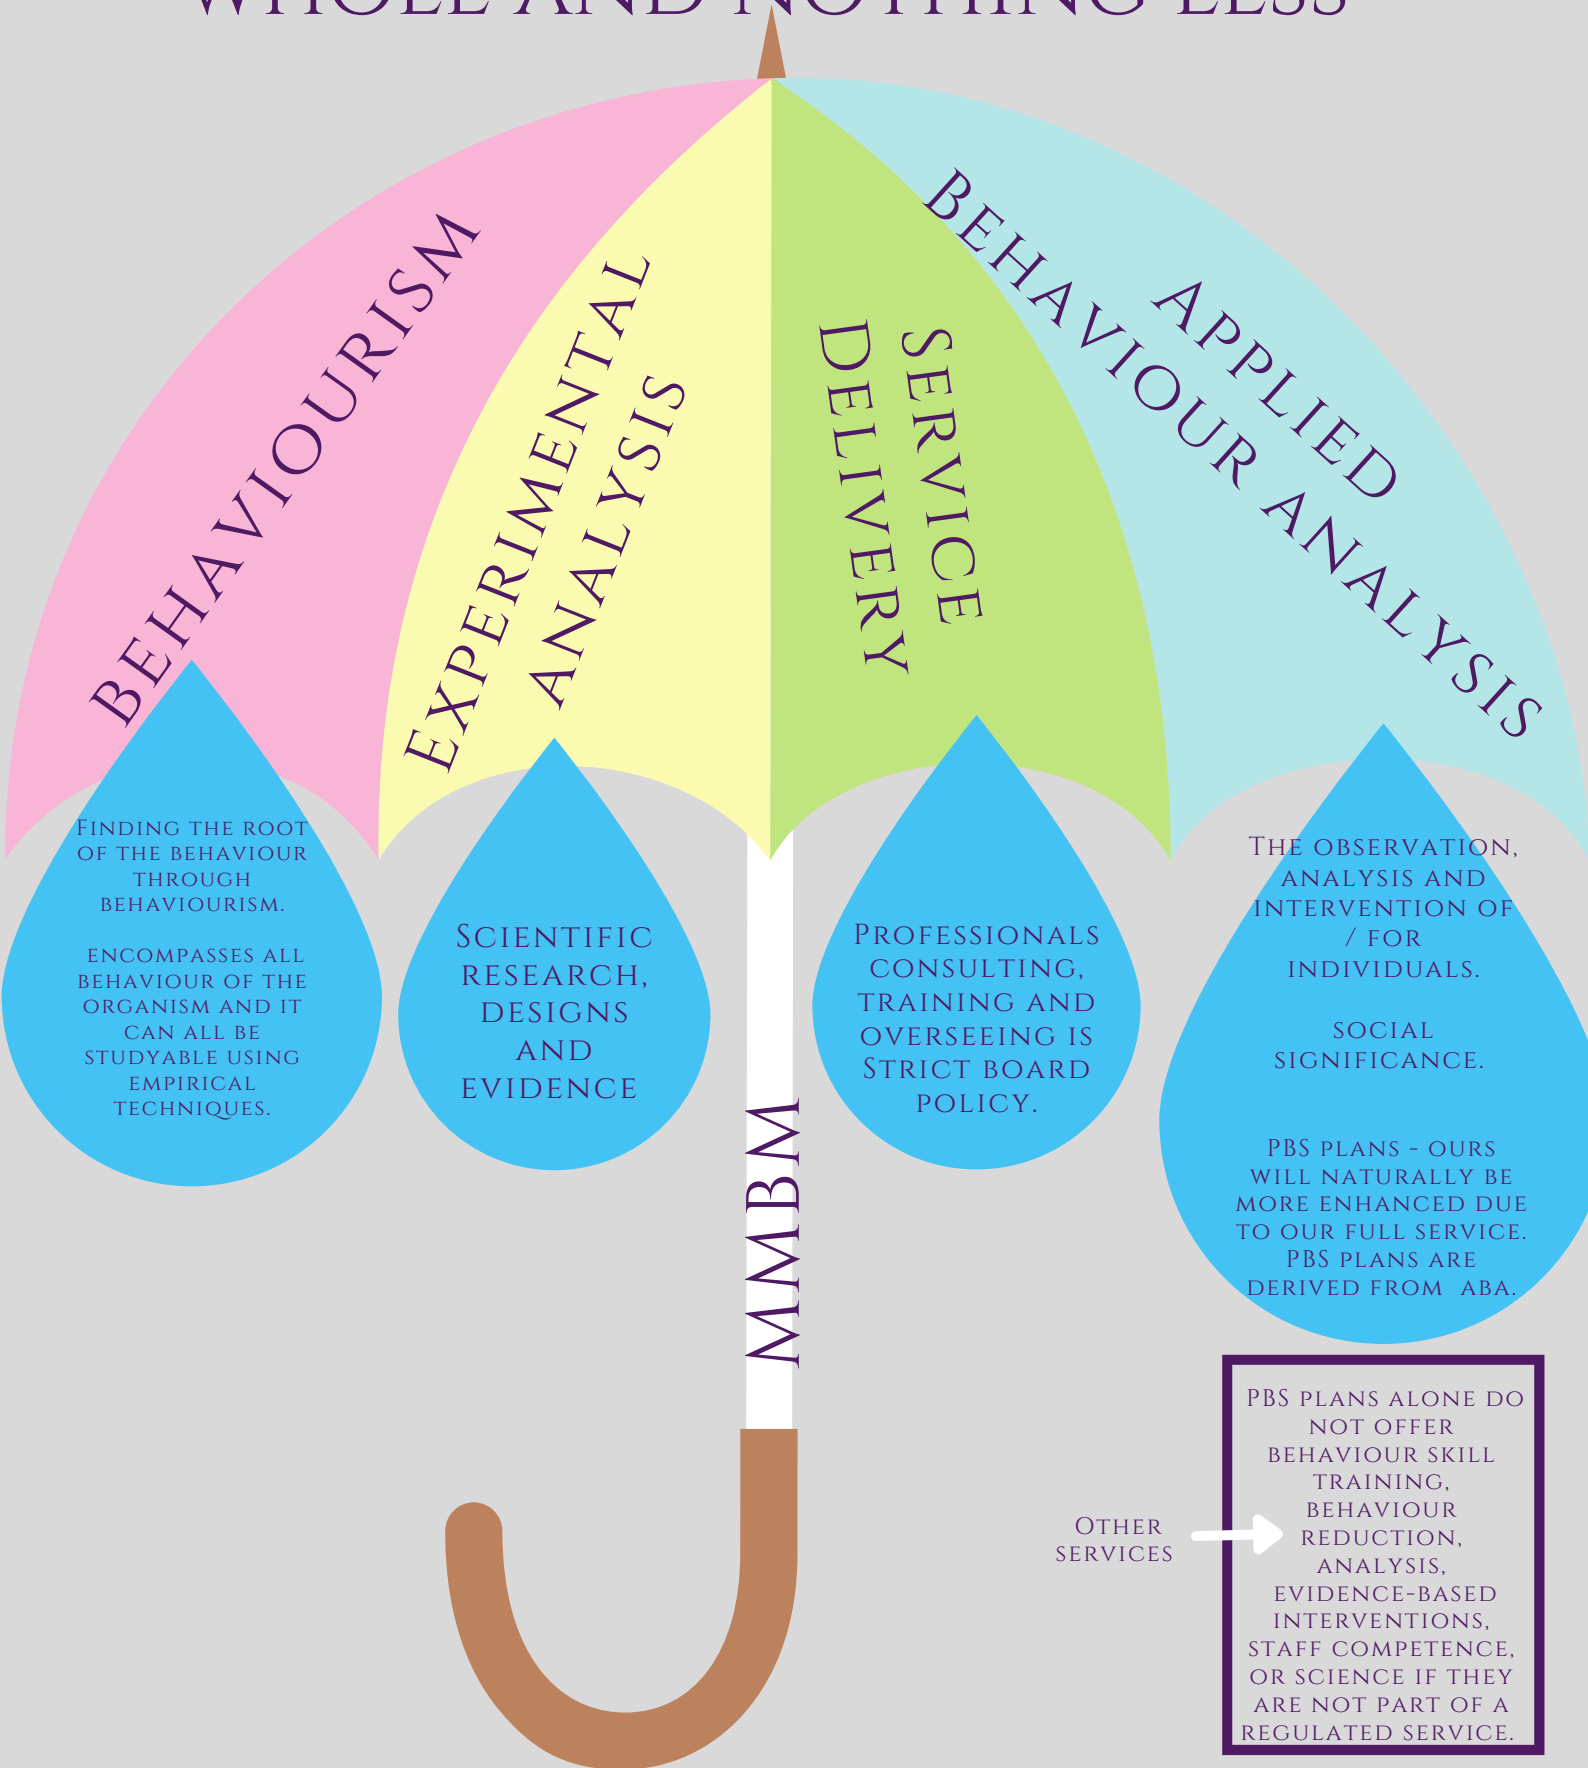 WHOLE AND NOTHING LESS
BEHAVIOURISM
EXPERIMENTAL
ANALYSIS
SERVICE
DELIVERY
APPLIED
BEHAVIOUR ANALYSIS
FINDING THE ROOT
OF THE BEHAVIOUR
THROUGH
BEHAVIOURISM.
ENCOMPASSES ALL
BEHAVIOUR OF THE
ORGANISM AND IT
CAN ALL BE
STUDYABLE USING
EMPIRICAL
TECHNIQUES.
SCIENTIFIC
RESEARCH,
DESIGNS
AND
EVIDENCE
PROFESSIONALS
CONSULTING,
TRAINING AND
OVERSEEING IS
STRICT BOARD
POLICY.
THE OBSERVATION,
ANALYSIS AND
INTERVENTION OF
/ FOR
INDIVIDUALS.
SOCIAL
SIGNIFICANCE.
PBS PLANS - OURS
WILL NATURALLY BE
MORE ENHANCED DUE
TO OUR FULL SERVICE.
PBS PLANS ARE
DERIVED FROM ABA.
MMBM
OTHER
SERVICES
PBS PLANS ALONE DO
NOT OFFER
BEHAVIOUR SKILL
TRAINING,
BEHAVIOUR
REDUCTION,
ANALYSIS,
EVIDENCE-BASED
INTERVENTIONS,
STAFF COMPETENCE,
OR SCIENCE IF THEY
ARE NOT PART OF A
REGULATED SERVICE.